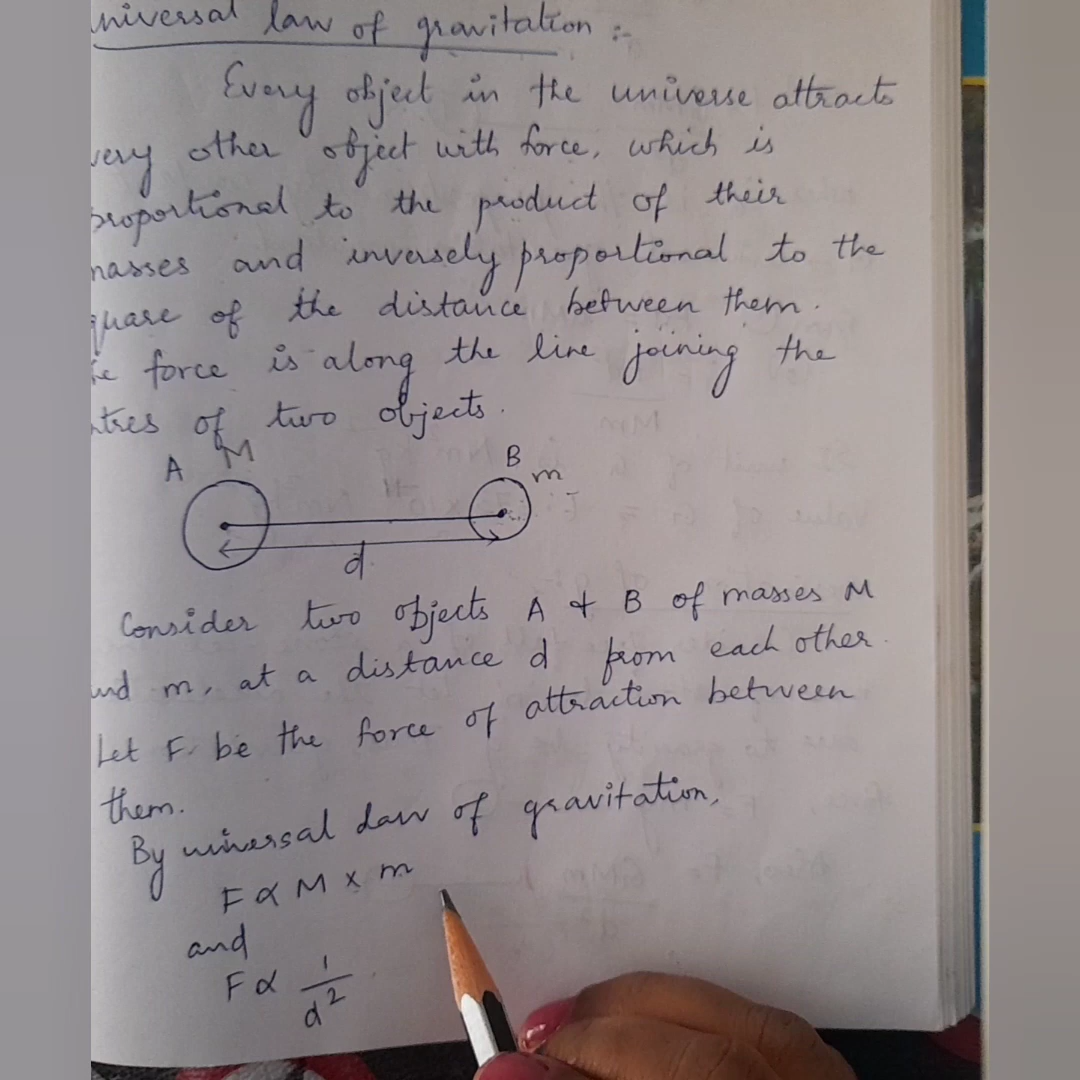 niversal law of gravitation :-
Every object in the universe attracts
very other object with force, which is
proportional to the product of their
masses and inversely proportional to the
quare of the distance between them.
he force is along the line joining the
ntres of two objects.
A M B m
d
Consider two objects A & B of masses M
and m, at a distance d from each other.
Let F be the force of attraction between
them.
By universal law of gravitation,
F ∝ M × m
and
F ∝ 1/d²